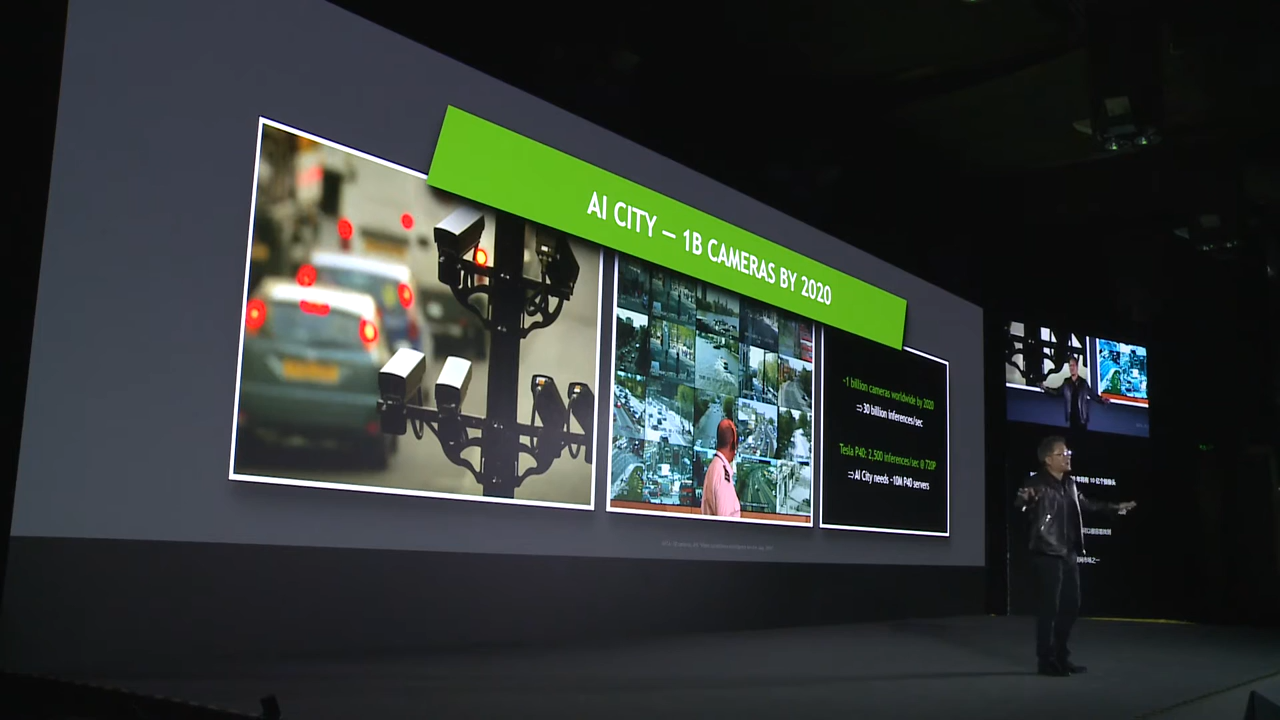 AI CITY — 1B CAMERAS BY 2020
~1 billion cameras worldwide by 2020
⇒ 30 billion inferences/sec
Tesla P40: 2,500 inferences/sec @ 720P
⇒ AI City needs ~10M P40 servers